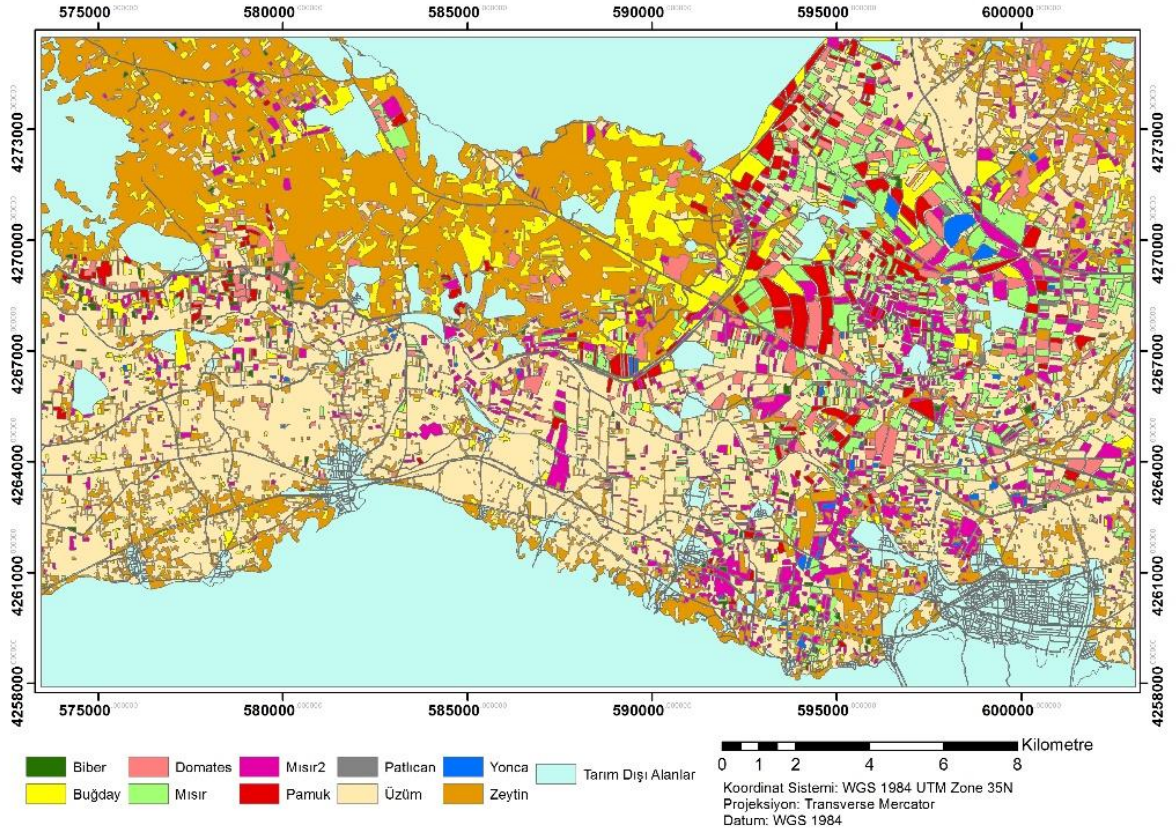 575000 580000 585000 590000 595000 600000
4273000 4273000
4270000 4270000
4267000 4267000
4264000 4264000
4261000 4261000
4258000 4258000
575000 580000 585000 590000 595000 600000
Biber Domates Mısır2 Patlıcan Yonca Tarım Dışı Alanlar
Buğday Mısır Pamuk Üzüm Zeytin
Kilometre
0 1 2 4 6 8
Koordinat Sistemi: WGS 1984 UTM Zone 35N
Projeksiyon: Transverse Mercator
Datum: WGS 1984